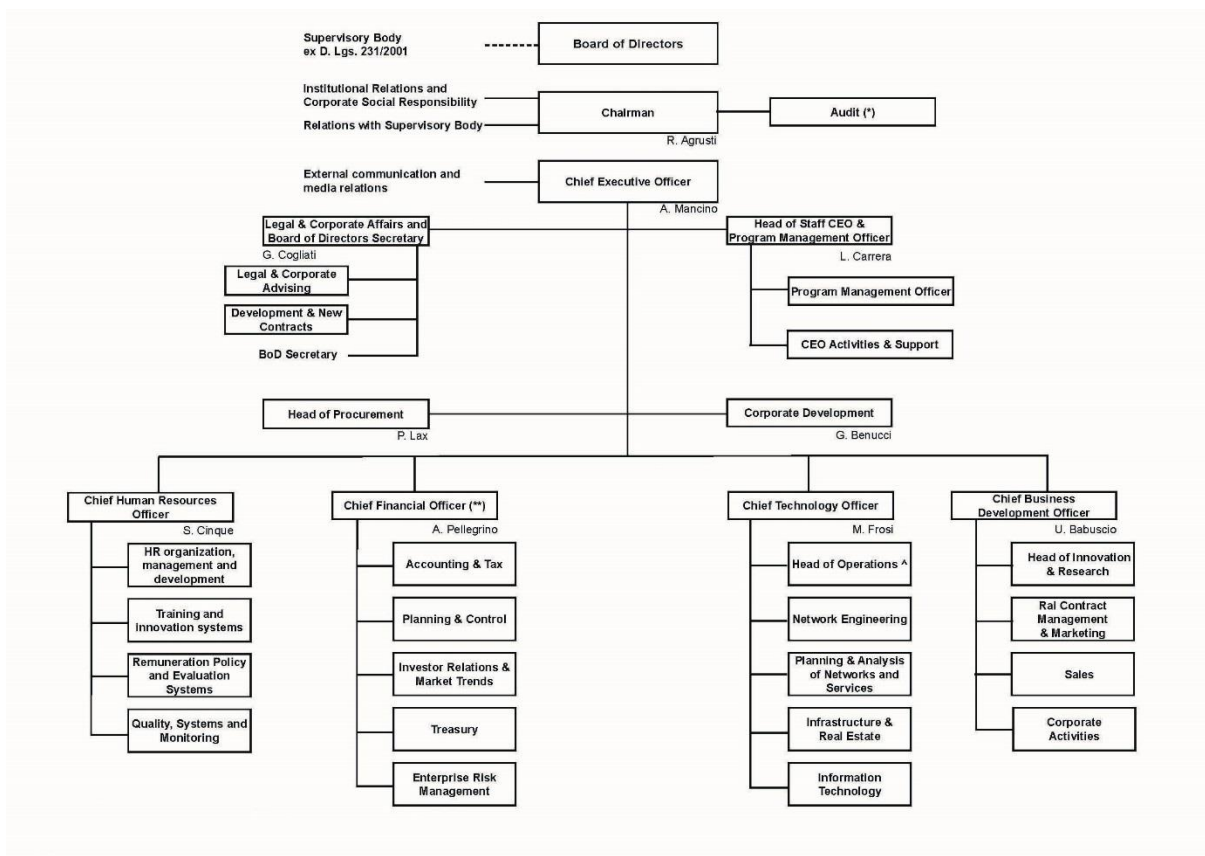 Supervisory Body
ex D. Lgs. 231/2001
Board of Directors
Institutional Relations and
Corporate Social Responsibility
Relations with Supervisory Body
Chairman
R. Agrusti
Audit (*)
External communication and
media relations
Chief Executive Officer
A. Mancino
Legal & Corporate Affairs and
Board of Directors Secretary
G. Cogliati
Legal & Corporate
Advising
Development & New
Contracts
BoD Secretary
Head of Staff CEO &
Program Management Officer
L. Carrera
Program Management Officer
CEO Activities & Support
Head of Procurement
P. Lax
Corporate Development
G. Benucci
Chief Human Resources
Officer
S. Cinque
HR organization,
management and
development
Training and
innovation systems
Remuneration Policy
and Evaluation
Systems
Quality, Systems and
Monitoring
Chief Financial Officer (**)
A. Pellegrino
Accounting & Tax
Planning & Control
Investor Relations &
Market Trends
Treasury
Enterprise Risk
Management
Chief Technology Officer
M. Frosi
Head of Operations ^
Network Engineering
Planning & Analysis
of Networks and
Services
Infrastructure &
Real Estate
Information
Technology
Chief Business
Development Officer
U. Babuscio
Head of Innovation
& Research
Rai Contract
Management
& Marketing
Sales
Corporate
Activities